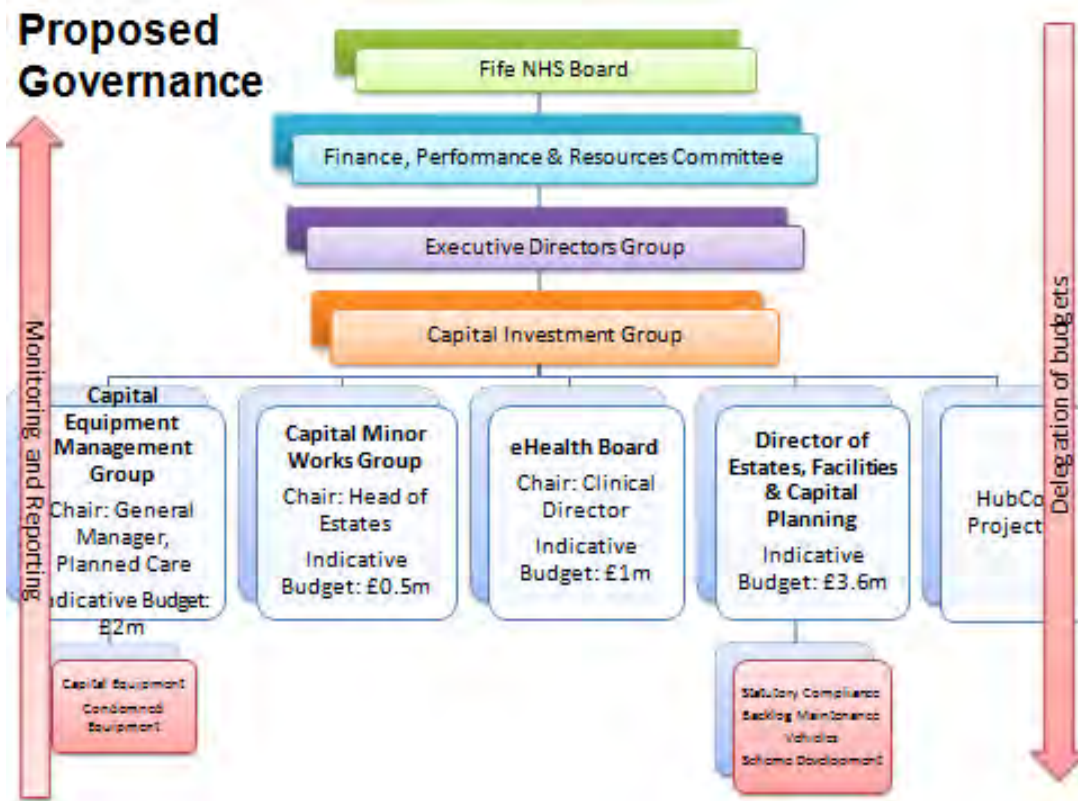 Proposed
Governance
Fife NHS Board
Finance, Performance & Resources Committee
Executive Directors Group
Capital Investment Group
Monitoring and Reporting
Delegation of budgets
Capital
Equipment
Management
Group
Chair: General
Manager,
Planned Care
ndicative Budget:
£2m
Capital Minor
Works Group
Chair: Head of
Estates
Indicative
Budget: £0.5m
eHealth Board
Chair: Clinical
Director
Indicative
Budget: £1m
Director of
Estates, Facilities
& Capital
Planning
Indicative
Budget: £3.6m
HubCo
Project
Capital Equipment
Condemned
Equipment
Statutory Compliance
Backlog Maintenance
Vehicles
Scheme Development